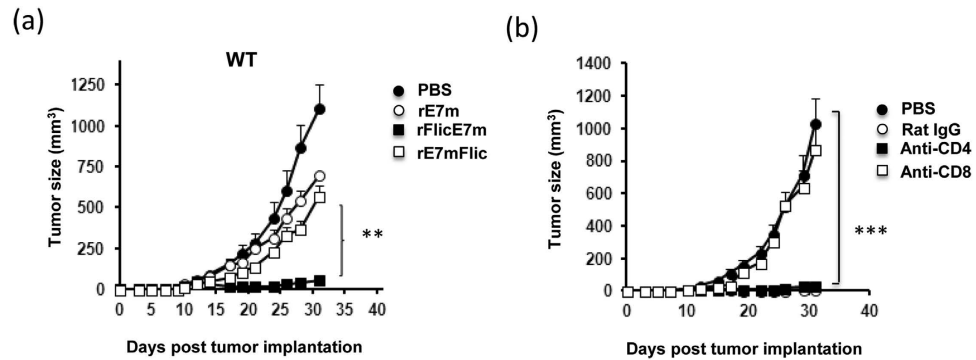 (a)
WT
Tumor size (mm³)
1250
1000
750
500
250
0
0 5 10 15 20 25 30 35 40
Days post tumor implantation
PBS
rE7m
rFlicE7m
rE7mFlic
**
(b)
Tumor size (mm³)
1400
1200
1000
800
600
400
200
0
0 10 20 30 40
Days post tumor implantation
PBS
Rat IgG
Anti-CD4
Anti-CD8
***